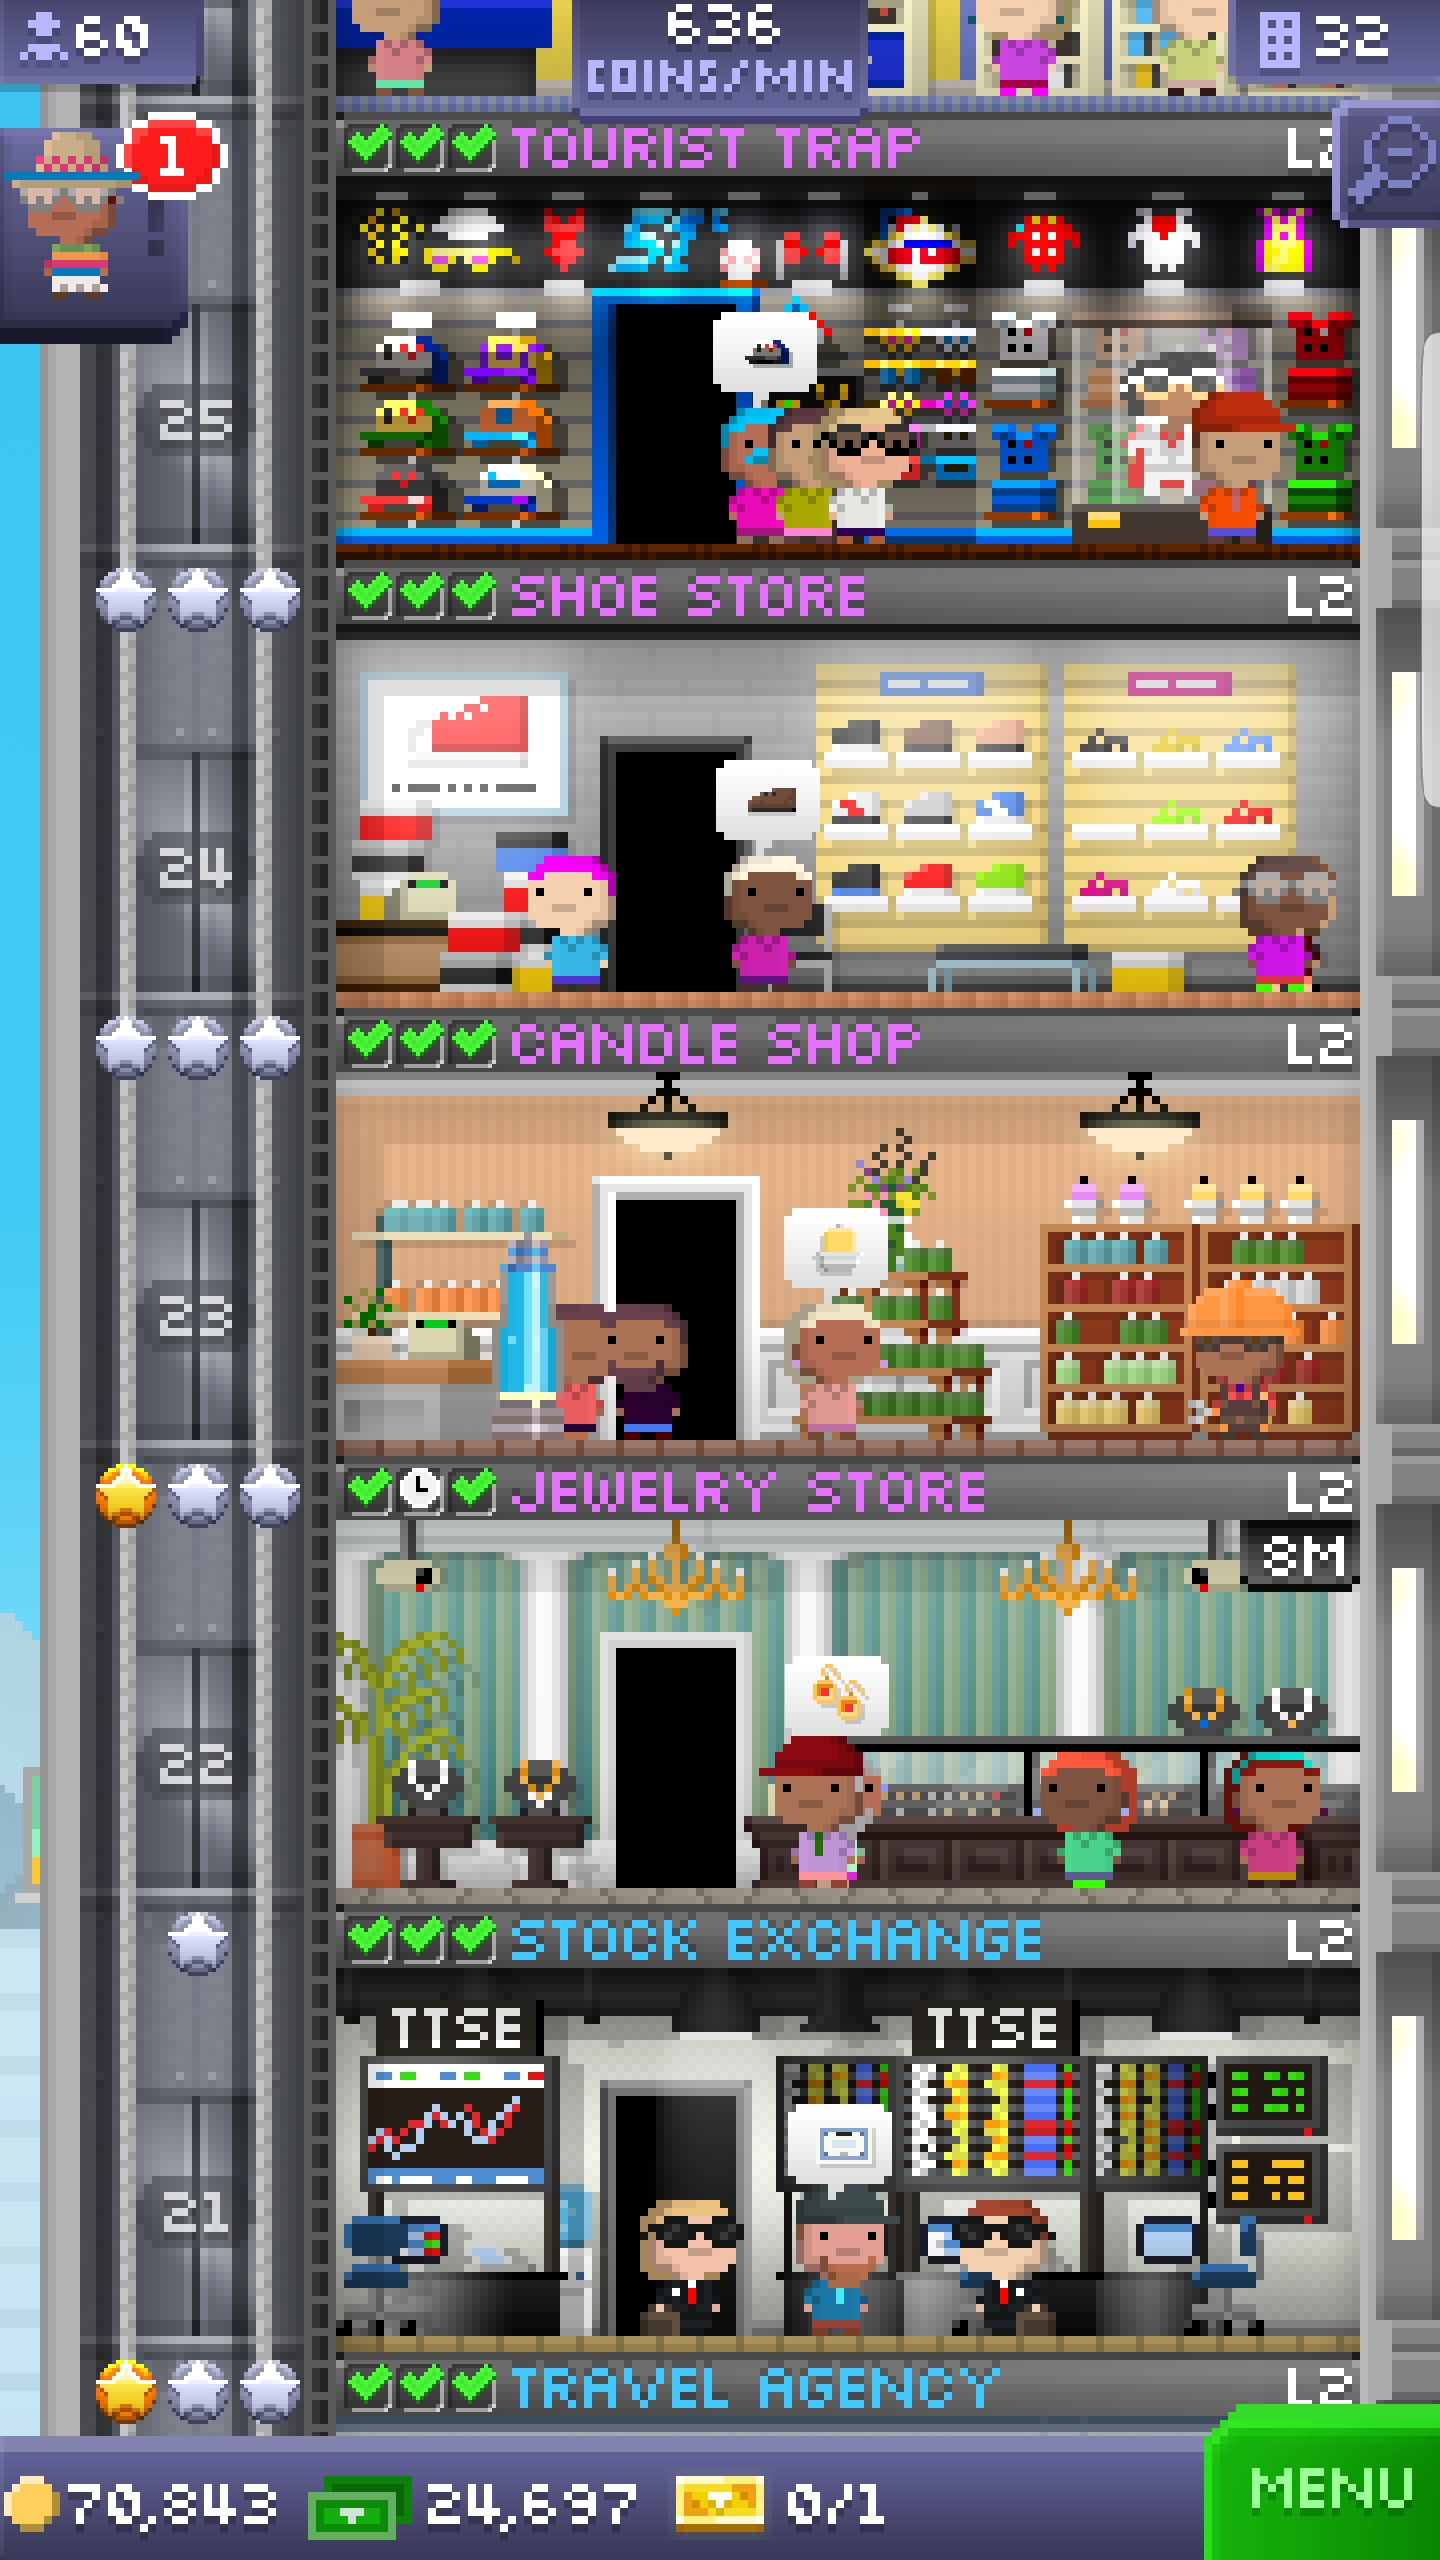 60
636
COINS/MIN
32
1
TOURIST TRAP
L2
25
SHOE STORE
L2
24
CANDLE SHOP
L2
23
JEWELRY STORE
L2
8M
22
STOCK EXCHANGE
L2
TTSE
TTSE
21
TRAVEL AGENCY
L2
70,843
24,697
0/1
MENU